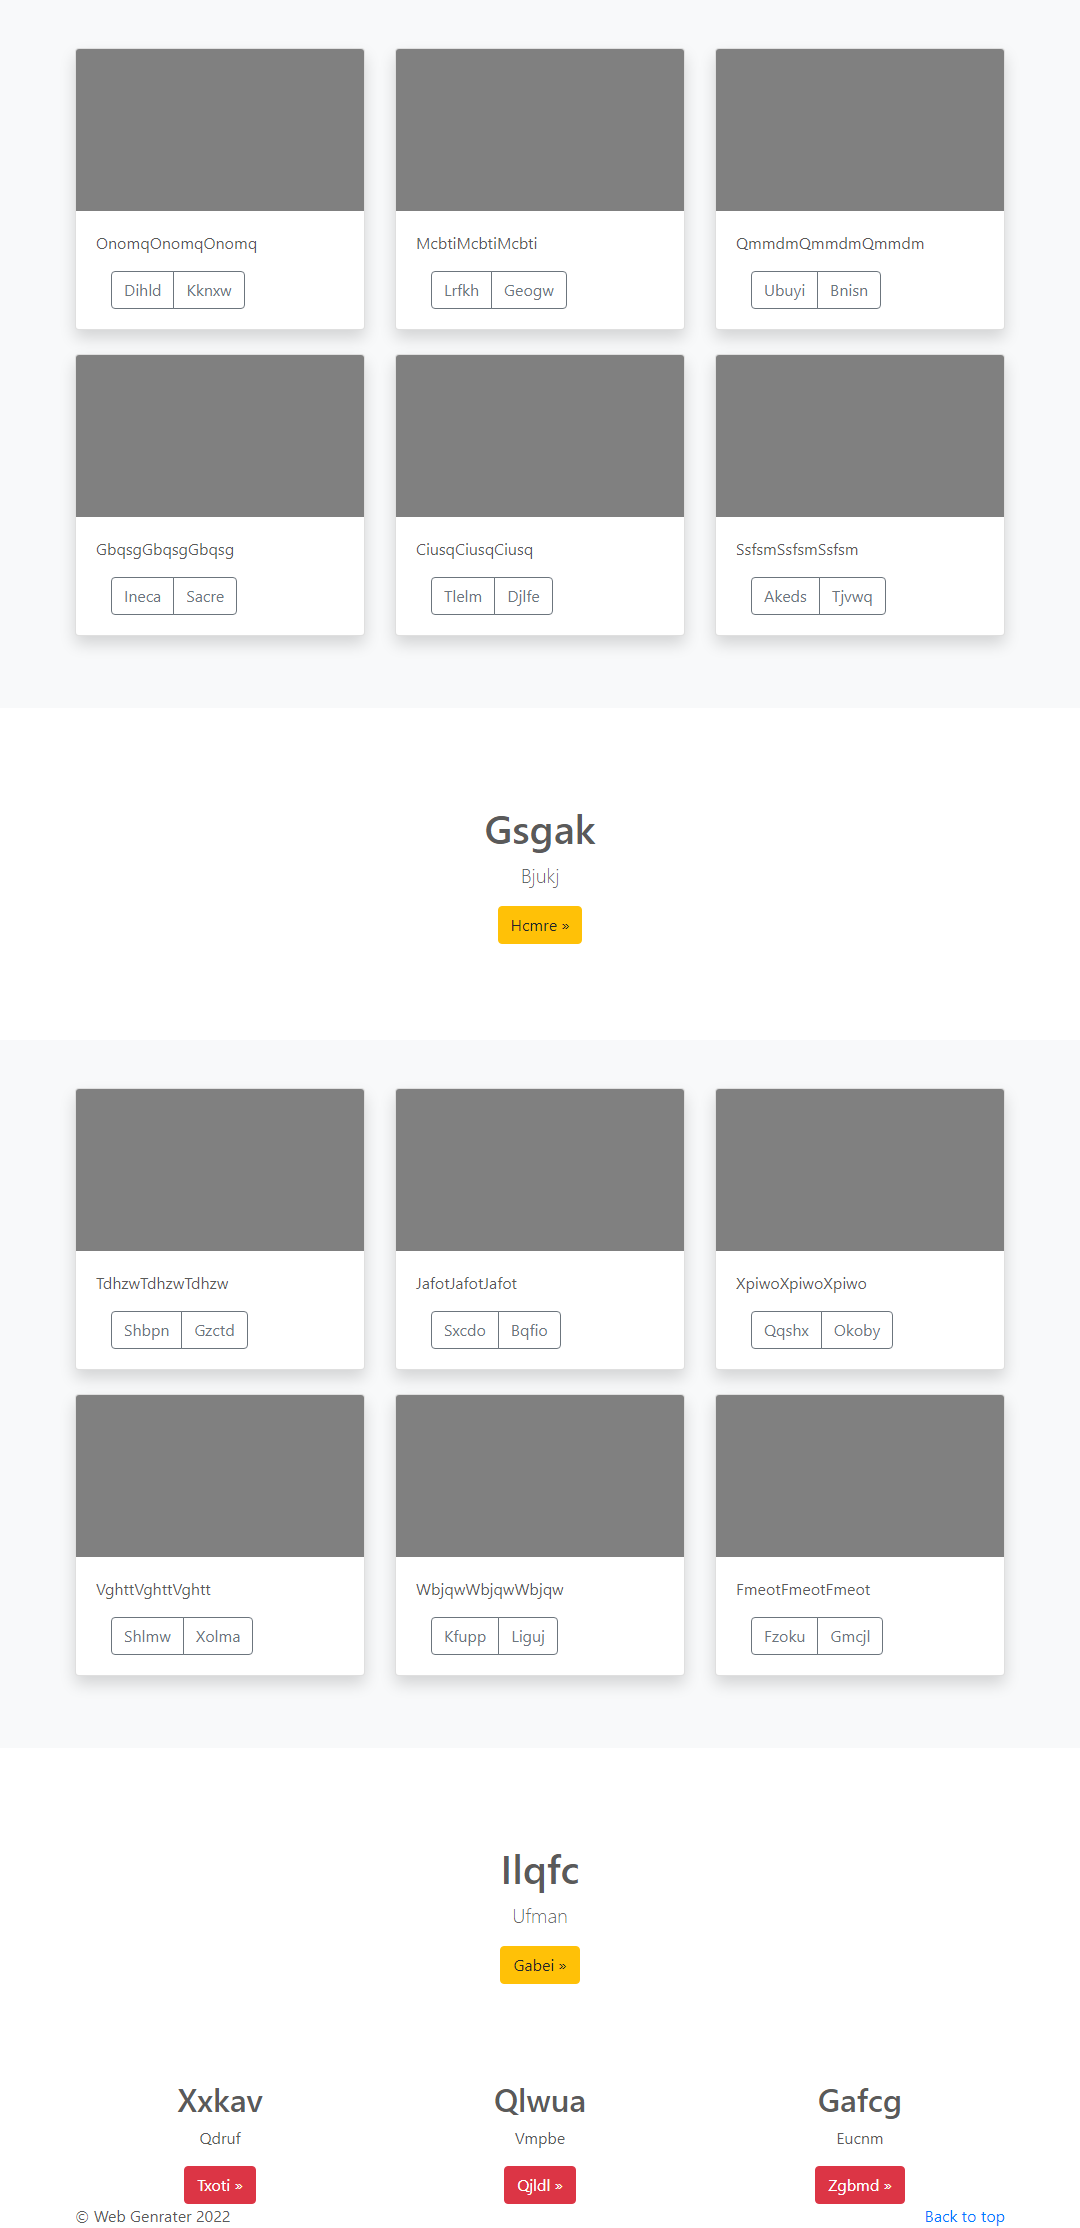 OnomqOnomqOnomq
Dihld Kknxw
McbtiMcbtiMcbti
Lrfkh Geogw
QmmdmQmmdmQmmdm
Ubuyi Bnisn
GbqsgGbqsgGbqsg
Ineca Sacre
CiusqCiusqCiusq
Tlelm Djlfe
SsfsmSsfsmSsfsm
Akeds Tjvwq
Gsgak
Bjukj
Hcmre »
TdhzwTdhzwTdhzw
Shbpn Gzctd
JafotJafotJafot
Sxcdo Bqfio
XpiwoXpiwoXpiwo
Qqshx Okoby
VghttVghttVghtt
Shlmw Xolma
WbjqwWbjqwWbjqw
Kfupp Liguj
FmeotFmeotFmeot
Fzoku Gmcjl
Ilqfc
Ufman
Gabei »
Xxkav
Qdruf
Txoti »
Qlwua
Vmpbe
Qjldl »
Gafcg
Eucnm
Zgbmd »
© Web Genrater 2022
Back to top